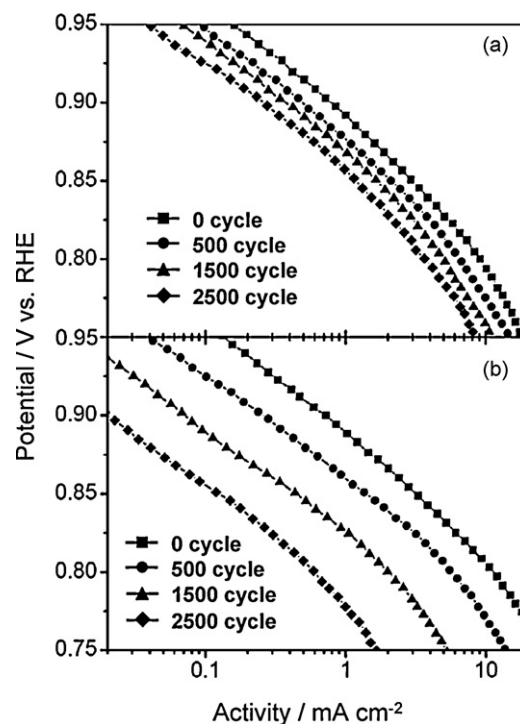 0.95
(a)
0.90
0.85
0.80
0 cycle
500 cycle
1500 cycle
2500 cycle
Potential / V vs. RHE
0.95
(b)
0.90
0.85
0.80
0.75
0 cycle
500 cycle
1500 cycle
2500 cycle
0.1
1
10
Activity / mA cm⁻²